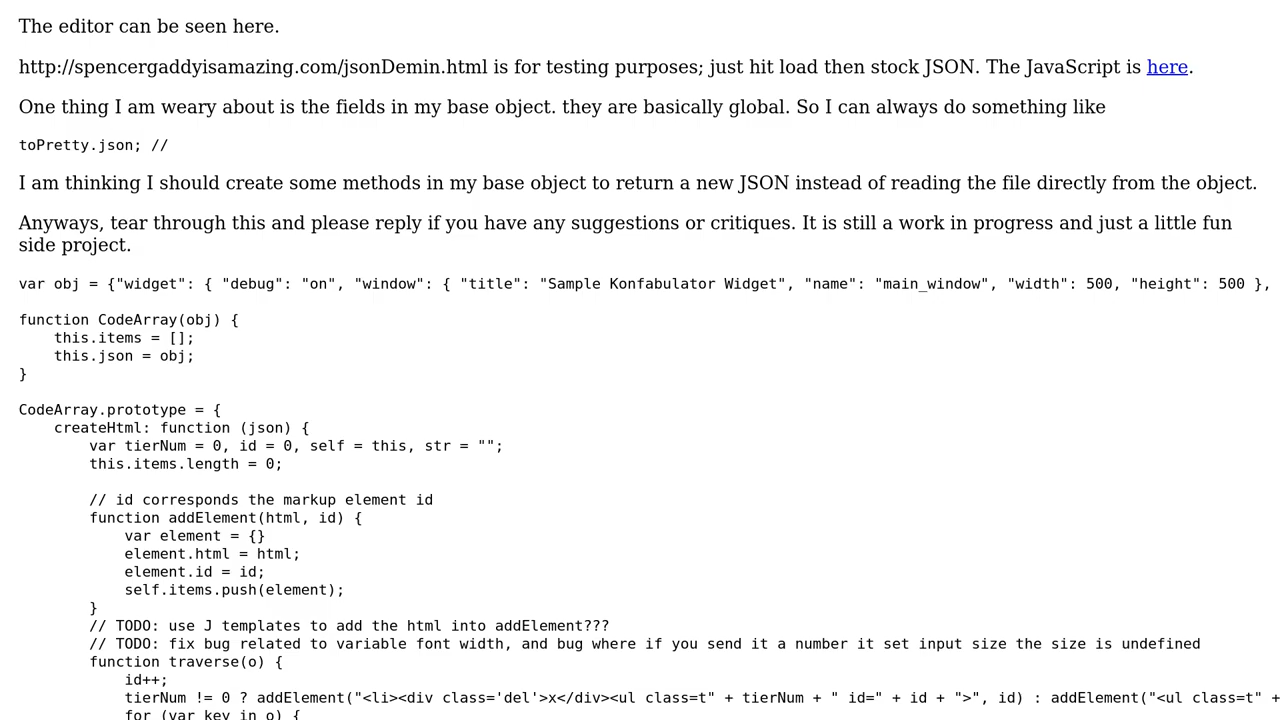 The editor can be seen here.
http://spencergaddyisamazing.com/jsonDemin.html is for testing purposes; just hit load then stock JSON. The JavaScript is here.
One thing I am weary about is the fields in my base object. they are basically global. So I can always do something like
toPretty.json; //
I am thinking I should create some methods in my base object to return a new JSON instead of reading the file directly from the object.
Anyways, tear through this and please reply if you have any suggestions or critiques. It is still a work in progress and just a little fun
side project.
var obj = {"widget": { "debug": "on", "window": { "title": "Sample Konfabulator Widget", "name": "main_window", "width": 500, "height": 500 },
function CodeArray(obj) {
    this.items = [];
    this.json = obj;
}
CodeArray.prototype = {
    createHtml: function (json) {
        var tierNum = 0, id = 0, self = this, str = "";
        this.items.length = 0;
        // id corresponds the markup element id
        function addElement(html, id) {
            var element = {}
            element.html = html;
            element.id = id;
            self.items.push(element);
        }
        // TODO: use J templates to add the html into addElement???
        // TODO: fix bug related to variable font width, and bug where if you send it a number it set input size the size is undefined
        function traverse(o) {
            id++;
            tierNum != 0 ? addElement("<li><div class='del'>x</div><ul class=t" + tierNum + " id=" + id + ">", id) : addElement("<ul class=t" +
            for (var key in o) {